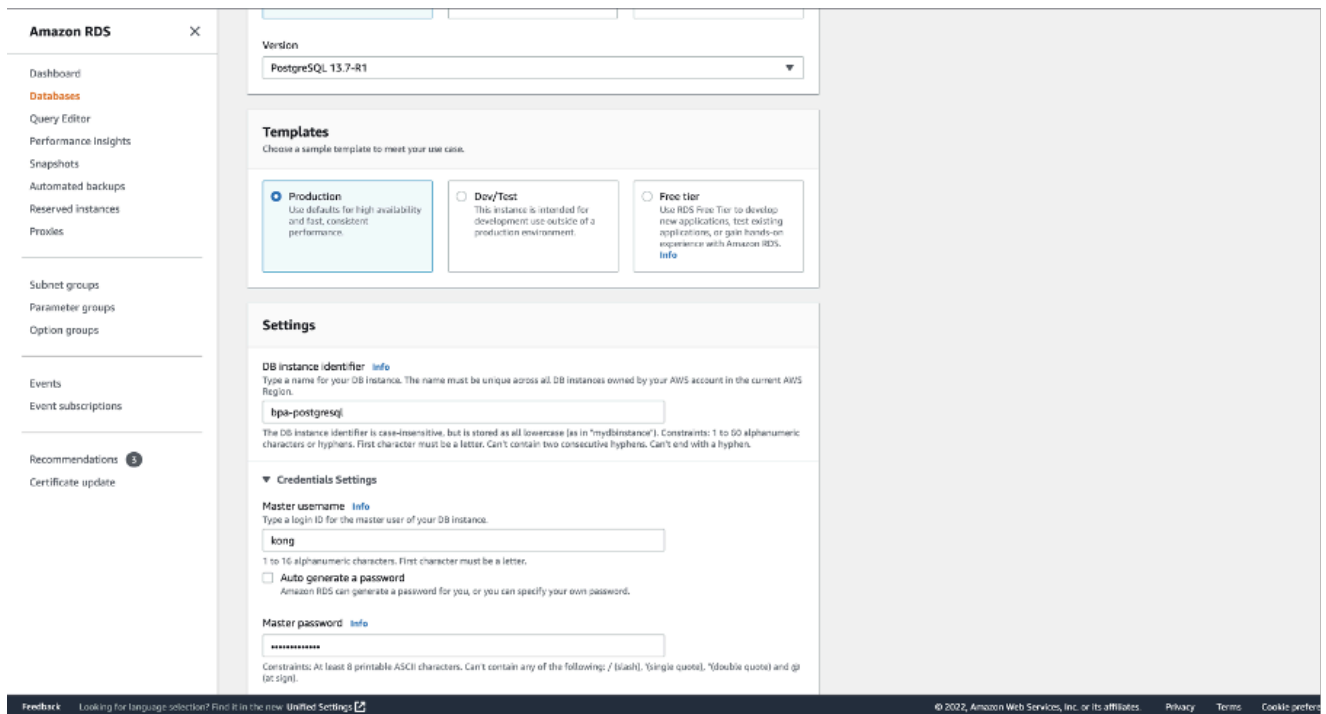 Amazon RDS
Dashboard
Databases
Query Editor
Performance Insights
Snapshots
Automated backups
Reserved instances
Proxies
Subnet groups
Parameter groups
Option groups
Events
Event subscriptions
Recommendations 3
Certificate update
Version
PostgreSQL 13.7-R1
Templates
Choose a sample template to meet your use case.
Production
Use defaults for high availability
and fast, consistent
performance.
Dev/Test
This instance is intended for
development use outside of a
production environment.
Free tier
Use RDS Free Tier to develop
new applications, test existing
applications, or gain hands-on
experience with Amazon RDS.
Info
Settings
DB instance identifier Info
Type a name for your DB instance. The name must be unique across all DB instances owned by your AWS account in the current AWS
Region.
bpa-postgresql
The DB instance identifier is case-insensitive, but is stored as all lowercase (as in "mydbinstance"). Constraints: 1 to 60 alphanumeric
characters or hyphens. First character must be a letter. Can't contain two consecutive hyphens. Can't end with a hyphen.
Credentials Settings
Master username Info
Type a login ID for the master user of your DB instance.
kong
1 to 16 alphanumeric characters. First character must be a letter.
Auto generate a password
Amazon RDS can generate a password for you, or you can specify your own password.
Master password Info
•••••••••••••
Constraints: At least 8 printable ASCII characters. Can't contain any of the following: / (slash), '(single quote), "(double quote) and @
(at sign).
Feedback Looking for language selection? Find it in the new Unified Settings
© 2022, Amazon Web Services, Inc. or its affiliates. Privacy Terms Cookie prefere